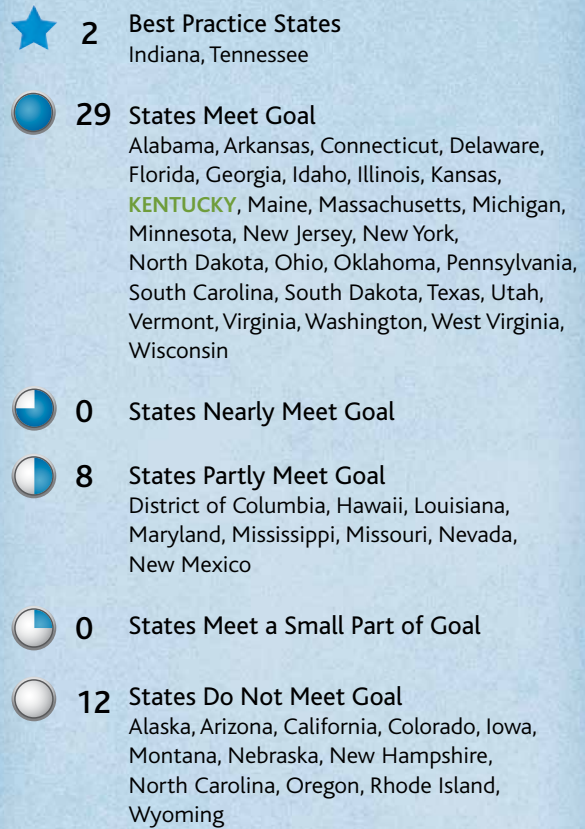 2 Best Practice States
Indiana, Tennessee
29 States Meet Goal
Alabama, Arkansas, Connecticut, Delaware,
Florida, Georgia, Idaho, Illinois, Kansas,
KENTUCKY, Maine, Massachusetts, Michigan,
Minnesota, New Jersey, New York,
North Dakota, Ohio, Oklahoma, Pennsylvania,
South Carolina, South Dakota, Texas, Utah,
Vermont, Virginia, Washington, West Virginia,
Wisconsin
0 States Nearly Meet Goal
8 States Partly Meet Goal
District of Columbia, Hawaii, Louisiana,
Maryland, Mississippi, Missouri, Nevada,
New Mexico
0 States Meet a Small Part of Goal
12 States Do Not Meet Goal
Alaska, Arizona, California, Colorado, Iowa,
Montana, Nebraska, New Hampshire,
North Carolina, Oregon, Rhode Island,
Wyoming